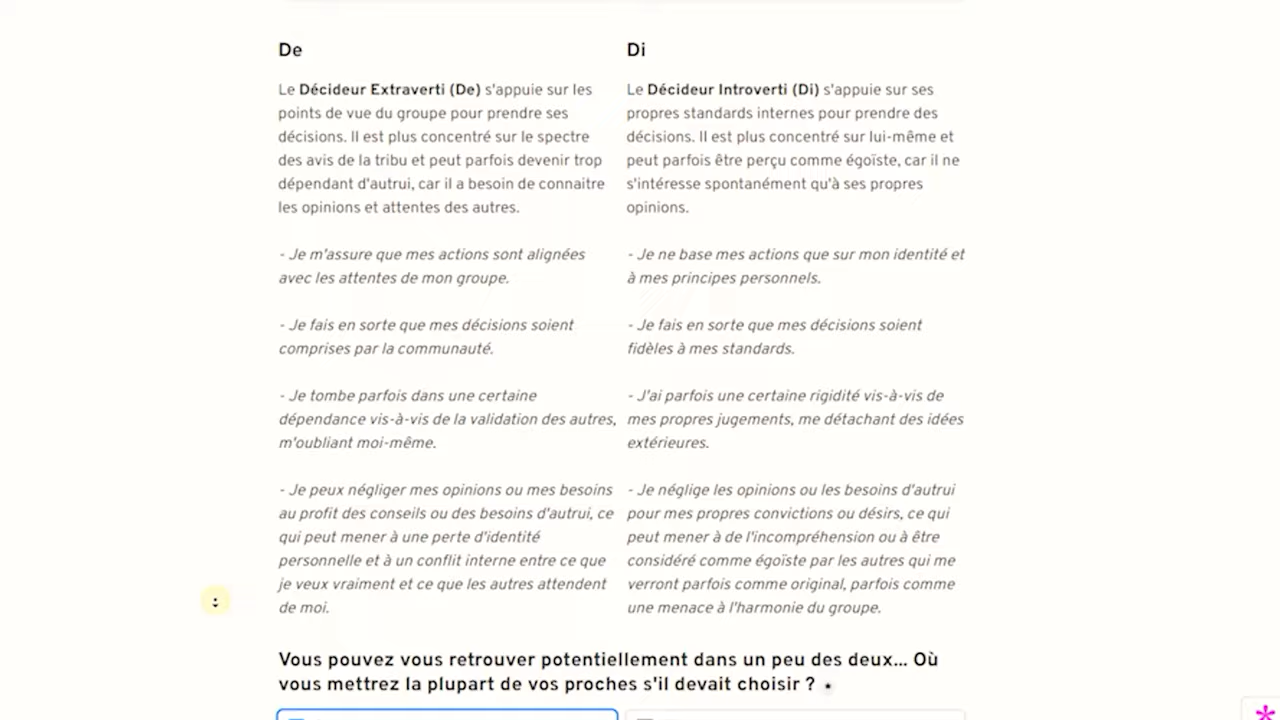 De
Le Décideur Extraverti (De) s'appuie sur les
points de vue du groupe pour prendre ses
décisions. Il est plus concentré sur le spectre
des avis de la tribu et peut parfois devenir trop
dépendant d'autrui, car il a besoin de connaitre
les opinions et attentes des autres.
- Je m'assure que mes actions sont alignées
avec les attentes de mon groupe.
- Je fais en sorte que mes décisions soient
comprises par la communauté.
- Je tombe parfois dans une certaine
dépendance vis-à-vis de la validation des autres,
m'oubliant moi-même.
- Je peux négliger mes opinions ou mes besoins
au profit des conseils ou des besoins d'autrui, ce
qui peut mener à une perte d'identité
personnelle et à un conflit interne entre ce que
je veux vraiment et ce que les autres attendent
de moi.
Di
Le Décideur Introverti (Di) s'appuie sur ses
propres standards internes pour prendre des
décisions. Il est plus concentré sur lui-même et
peut parfois être perçu comme égoïste, car il ne
s'intéresse spontanément qu'à ses propres
opinions.
- Je ne base mes actions que sur mon identité et
à mes principes personnels.
- Je fais en sorte que mes décisions soient
fidèles à mes standards.
- J'ai parfois une certaine rigidité vis-à-vis de
mes propres jugements, me détachant des idées
extérieures.
- Je néglige les opinions ou les besoins d'autrui
pour mes propres convictions ou désirs, ce qui
peut mener à de l'incompréhension ou à être
considéré comme égoïste par les autres qui me
verront parfois comme original, parfois comme
une menace à l'harmonie du groupe.
Vous pouvez vous retrouver potentiellement dans un peu des deux... Où
vous mettrez la plupart de vos proches s'il devait choisir ? *